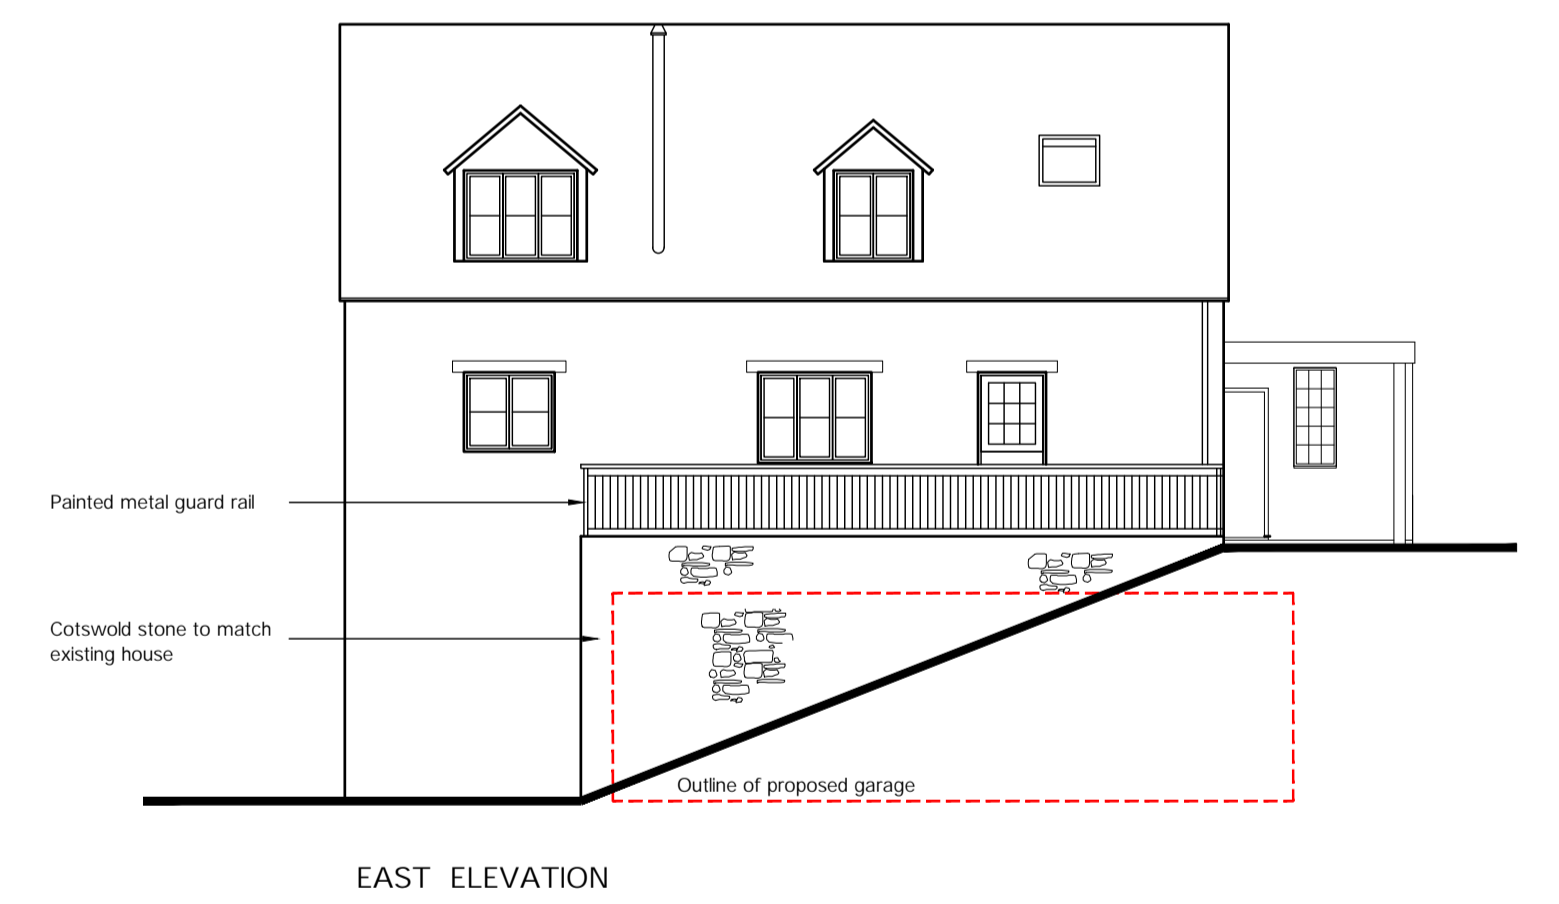 Painted metal guard rail
Cotswold stone to match
existing house
Outline of proposed garage
EAST ELEVATION